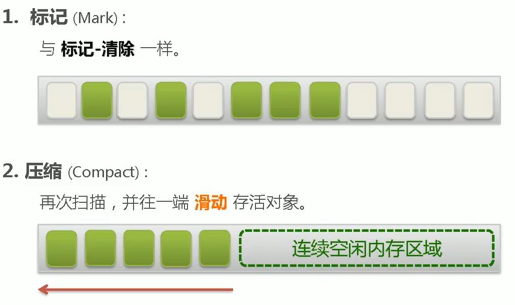 1. 标记 (Mark) :
与 标记-清除 一样。
2. 压缩 (Compact) :
再次扫描，并往一端 滑动 存活对象。
连续空闲内存区域